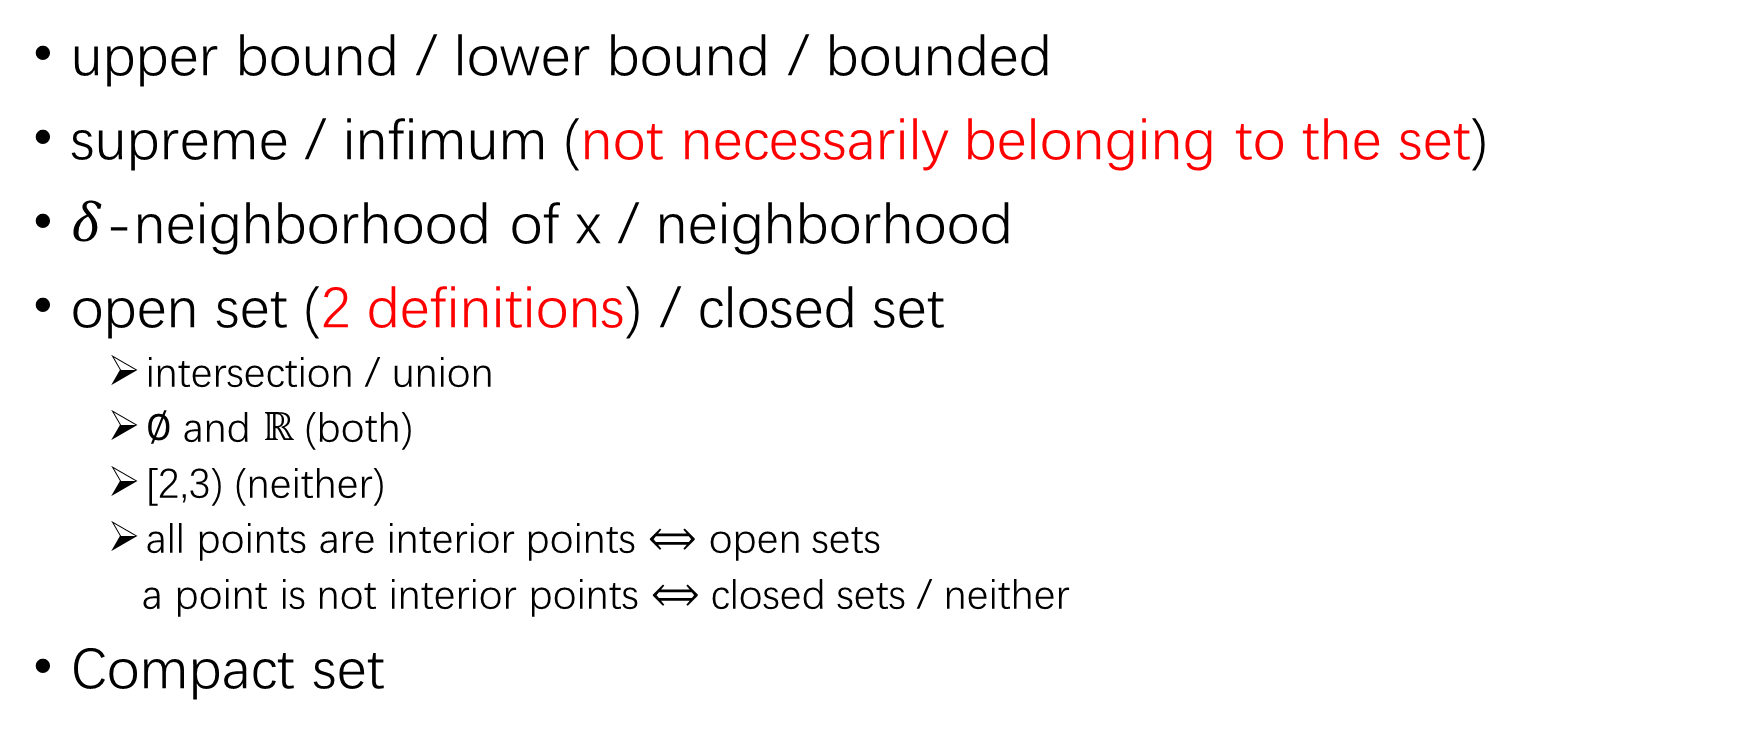 • upper bound / lower bound / bounded
• supreme / infimum (not necessarily belonging to the set)
• δ-neighborhood of x / neighborhood
• open set (2 definitions) / closed set
➢ intersection / union
➢ ∅ and ℝ (both)
➢ [2,3) (neither)
➢ all points are interior points ⟺ open sets
a point is not interior points ⟺ closed sets / neither
• Compact set